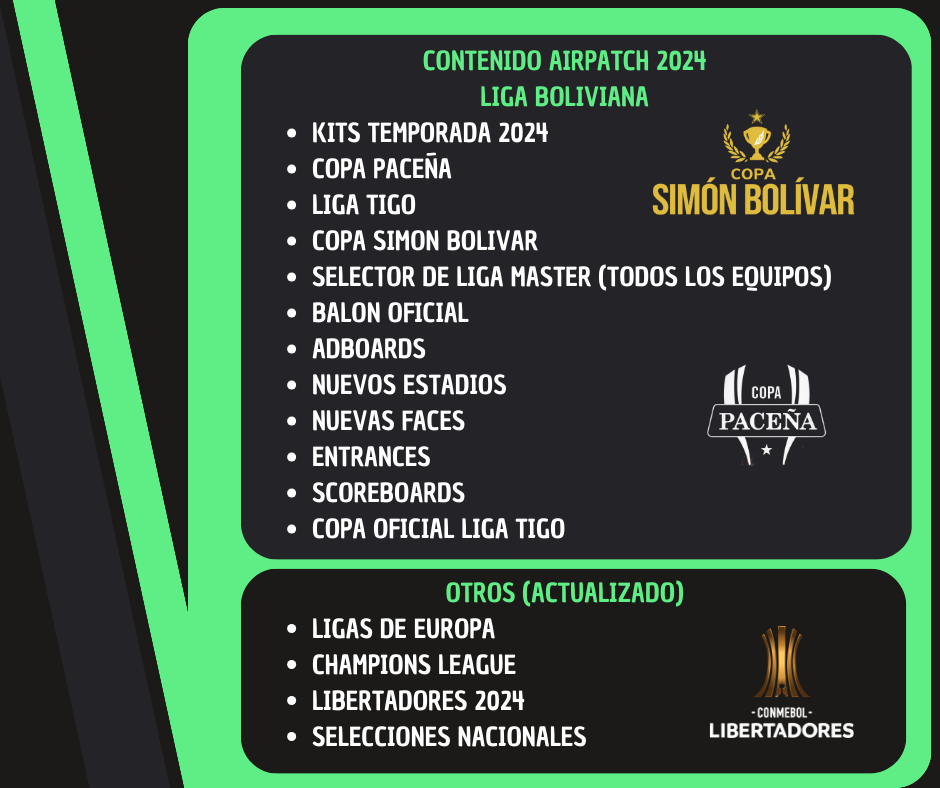 CONTENIDO AIRPATCH 2024
LIGA BOLIVIANA
• KITS TEMPORADA 2024
• COPA PACEÑA
• LIGA TIGO
• COPA SIMON BOLIVAR
• SELECTOR DE LIGA MASTER (TODOS LOS EQUIPOS)
• BALON OFICIAL
• ADBOARDS
• NUEVOS ESTADIOS
• NUEVAS FACES
• ENTRANCES
• SCOREBOARDS
• COPA OFICIAL LIGA TIGO
COPA
SIMÓN BOLÍVAR
COPA
PACEÑA
OTROS (ACTUALIZADO)
• LIGAS DE EUROPA
• CHAMPIONS LEAGUE
• LIBERTADORES 2024
• SELECCIONES NACIONALES
- CONMEBOL -
LIBERTADORES